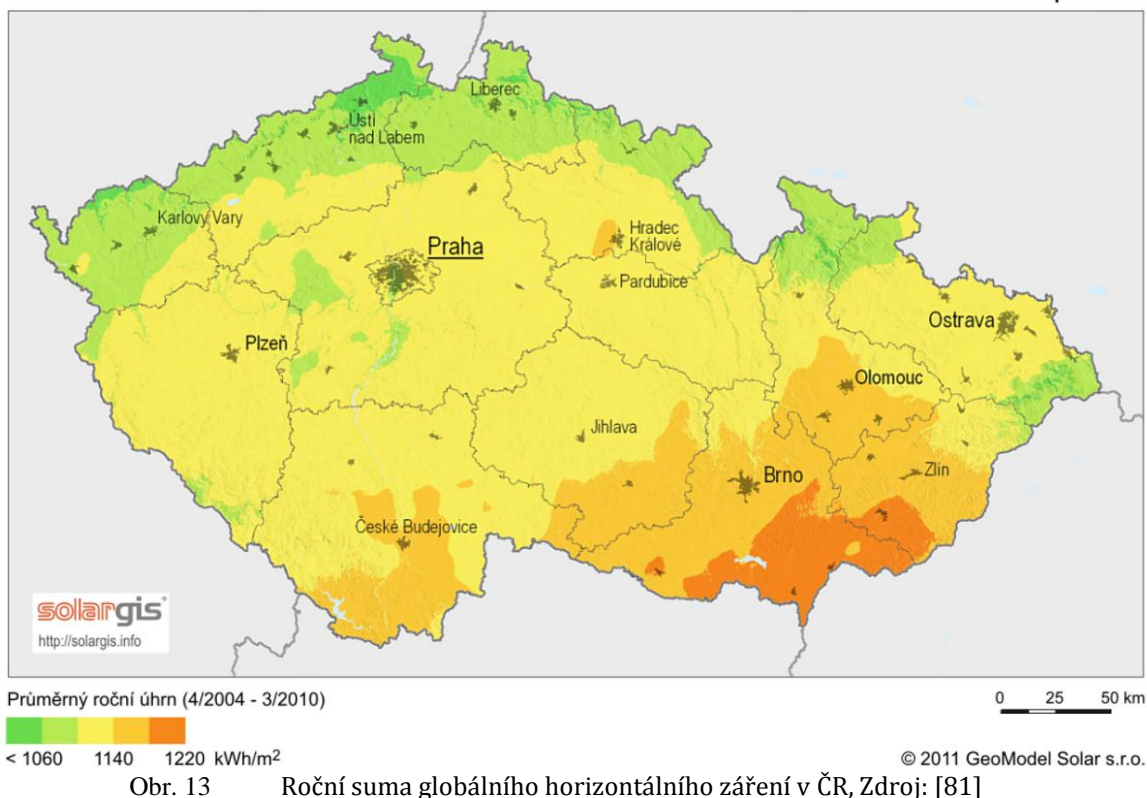 Liberec
Ústí
nad Labem
Karlovy Vary
Praha
Hradec
Králové
Pardubice
Plzeň
Ostrava
Olomouc
Jihlava
Brno
Zlín
České Budejovice
solargis
http://solargis.info
Průměrný roční úhrn (4/2004 - 3/2010)
0 25 50 km
< 1060 1140 1220 kWh/m2
© 2011 GeoModel Solar s.r.o.
Obr. 13 Roční suma globálního horizontálního záření v ČR, Zdroj: [81]